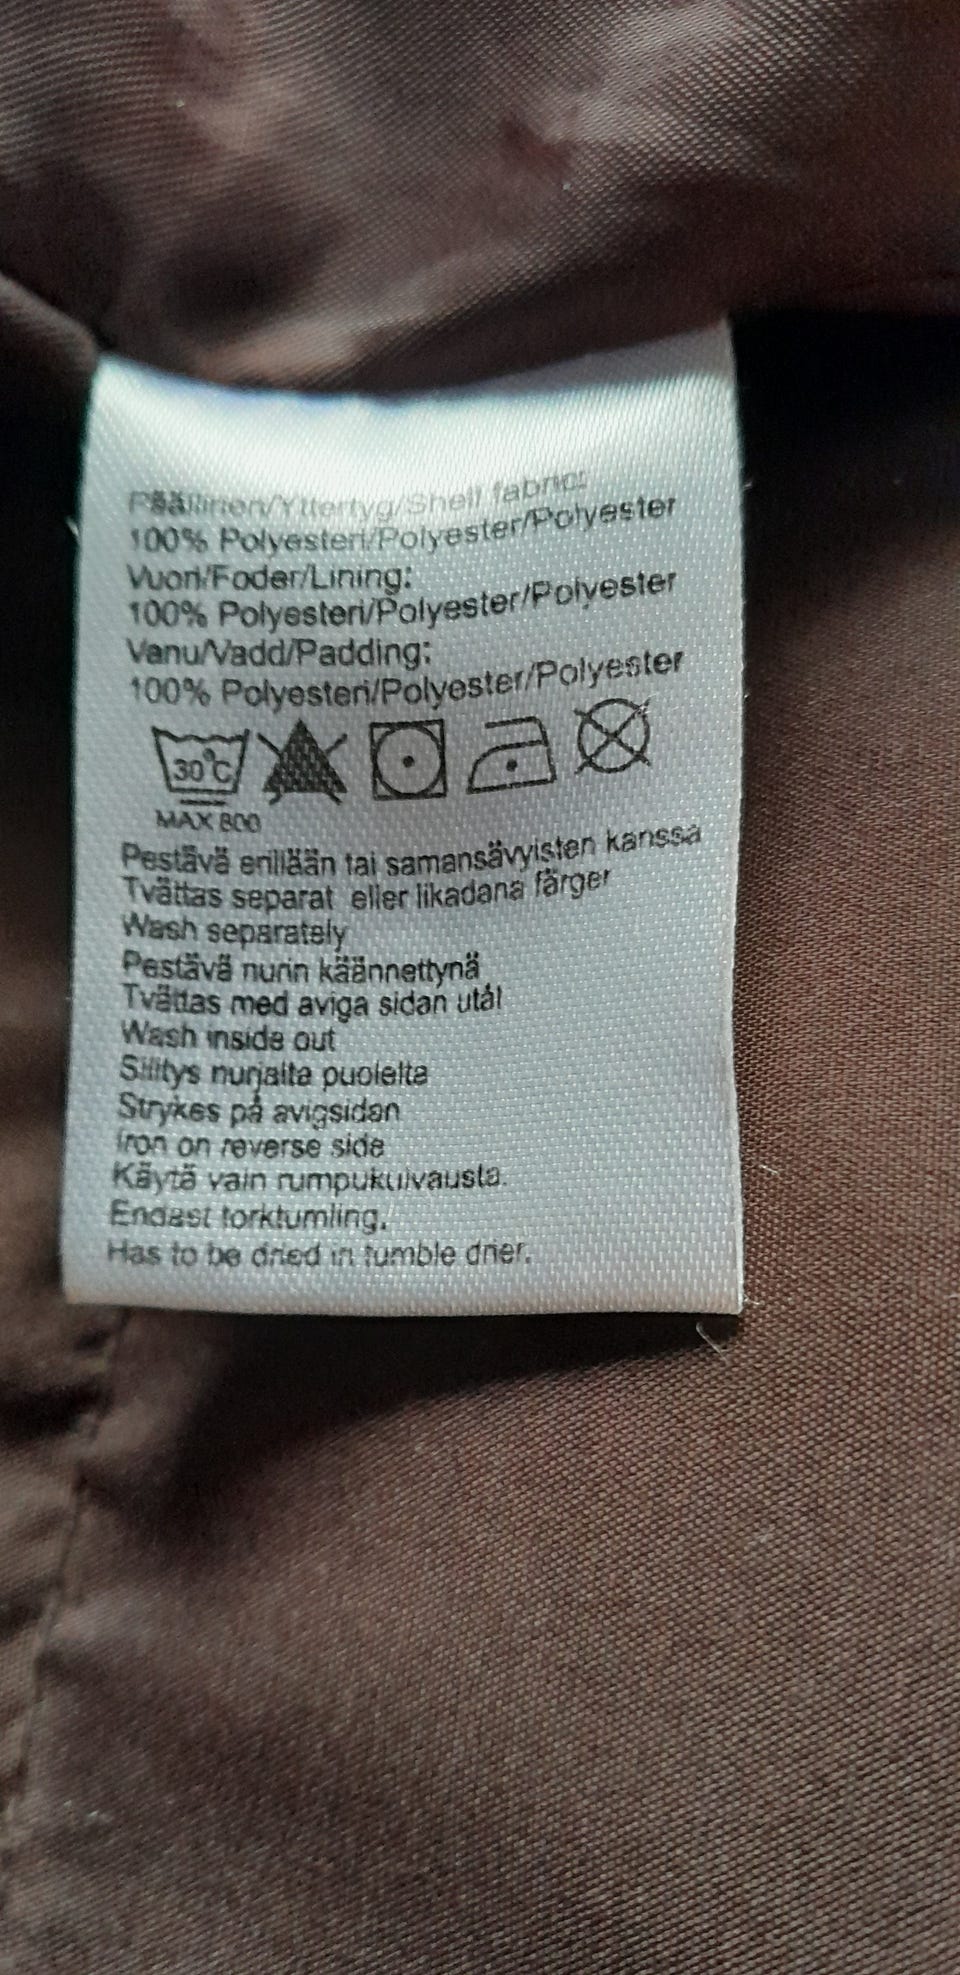 Päällinen/Yttertyg/Shell fabric:
100% Polyesteri/Polyester/Polyester
Vuori/Foder/Lining:
100% Polyesteri/Polyester/Polyester
Vanu/Vadd/Padding:
100% Polyesteri/Polyester/Polyester
30°C
MAX 800
Pestävä erillään tai samansävyisten kanssa
Tvättas separat eller likadana färger
Wash separately
Pestävä nurin käännettynä
Tvättas med aviga sidan utåt
Wash inside out
Silitys nurjalta puolelta
Strykes på avigsidan
Iron on reverse side
Käytä vain rumpukuivausta.
Endast torktumling.
Has to be dried in tumble drier.